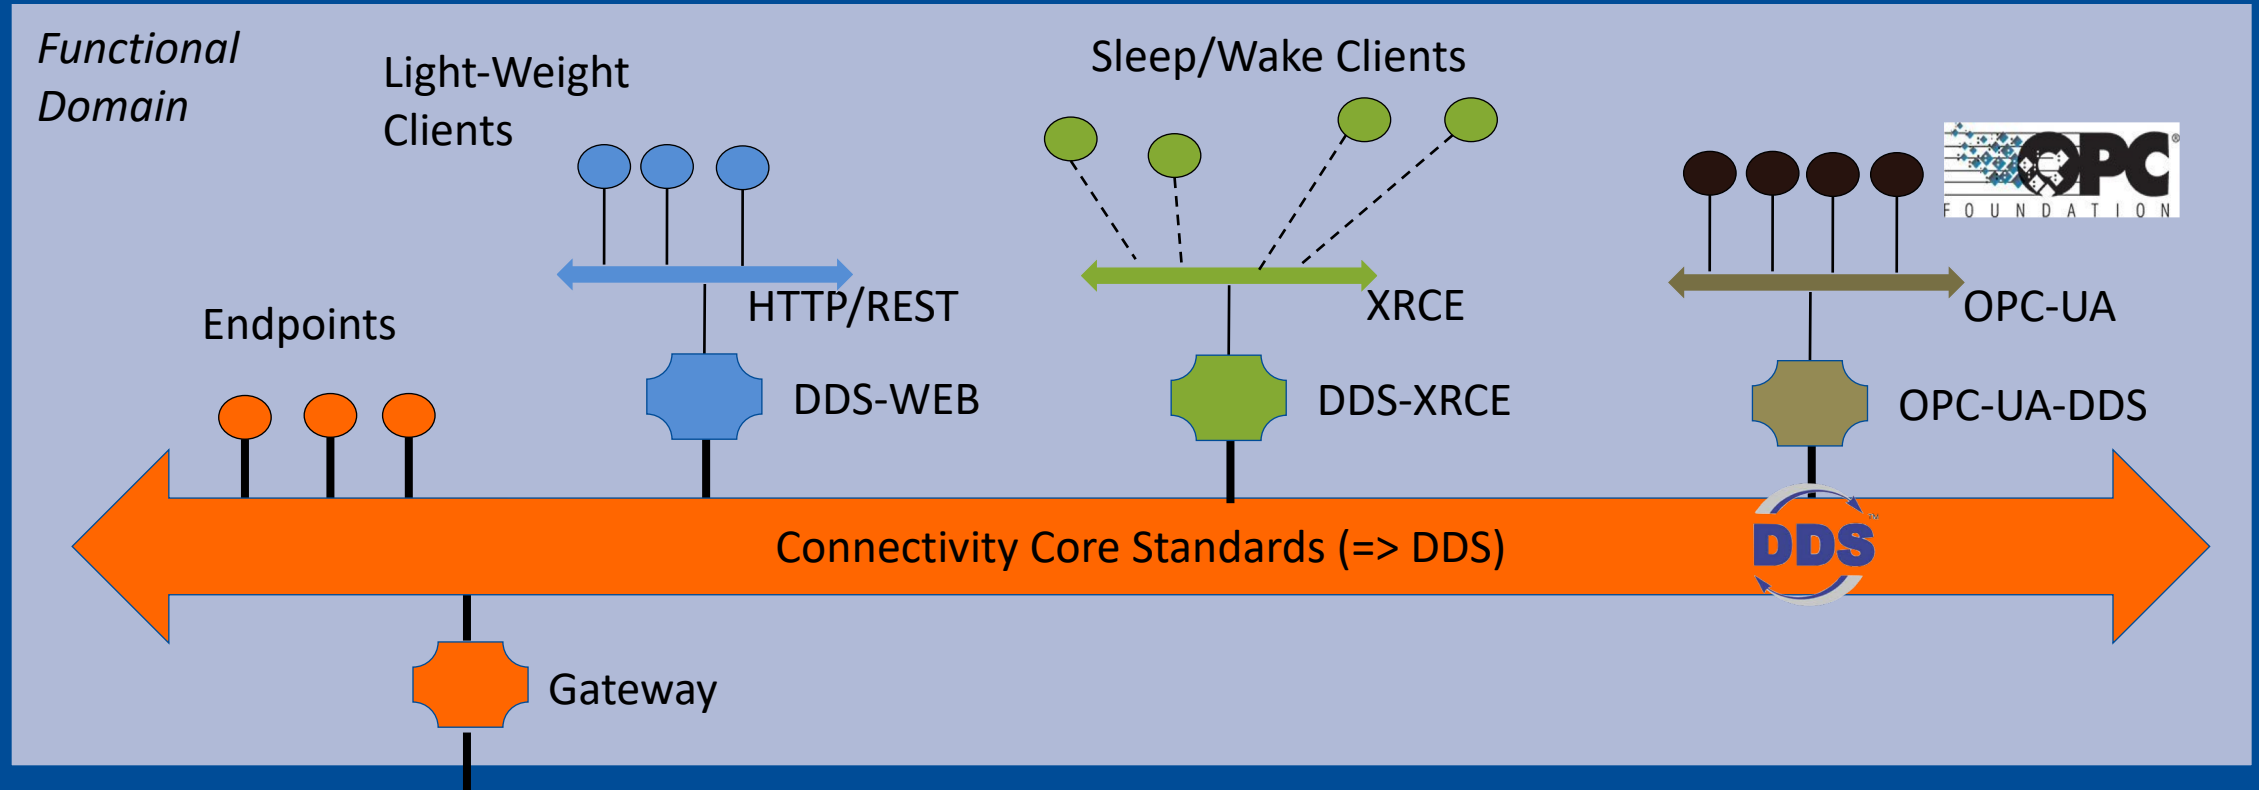 Functional
Domain
Light-Weight
Clients
Sleep/Wake Clients
OPC®
FOUNDATION
HTTP/REST
XRCE
OPC-UA
Endpoints
DDS-WEB
DDS-XRCE
OPC-UA-DDS
Connectivity Core Standards (=> DDS)
DDS™
Gateway